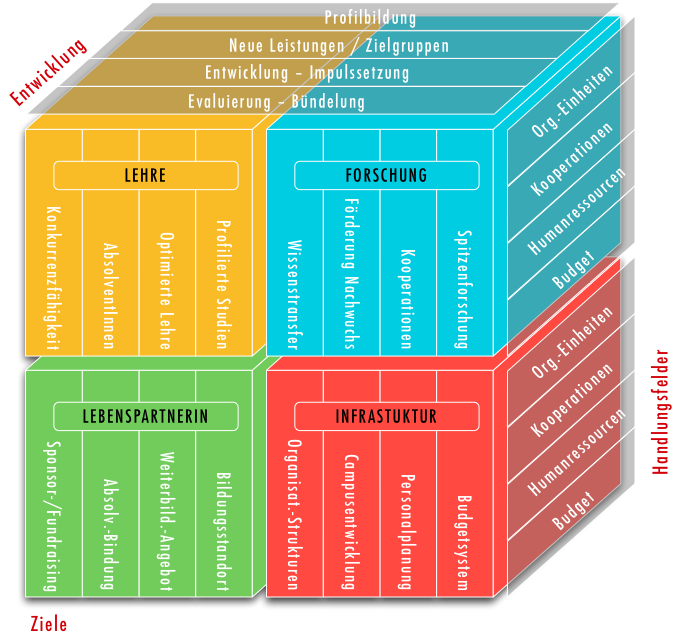 Entwicklung
Profilbildung
Neue Leistungen / Zielgruppen
Entwicklung – Impulssetzung
Evaluierung – Bündelung
LEHRE
Konkurrenzfähigkeit
AbsolventInnen
Optimierte Lehre
Profilierte Studien
FORSCHUNG
Wissenstransfer
Förderung Nachwuchs
Kooperationen
Spitzenforschung
Org.-Einheiten
Kooperationen
Humanressourcen
Budget
LEBENSPARTNERIN
Sponsor-/Fundraising
Absolv.-Bindung
Weiterbild.-Angebot
Bildungsstandort
INFRASTUKTUR
Organisat.-Strukturen
Campusentwicklung
Personalplanung
Budgetsystem
Org.-Einheiten
Kooperationen
Humanressourcen
Budget
Handlungsfelder
Ziele